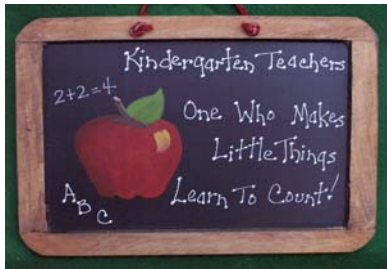 Kindergarten Teachers
2+2=4
One Who Makes
Little Things
Learn To Count!
A
B
C